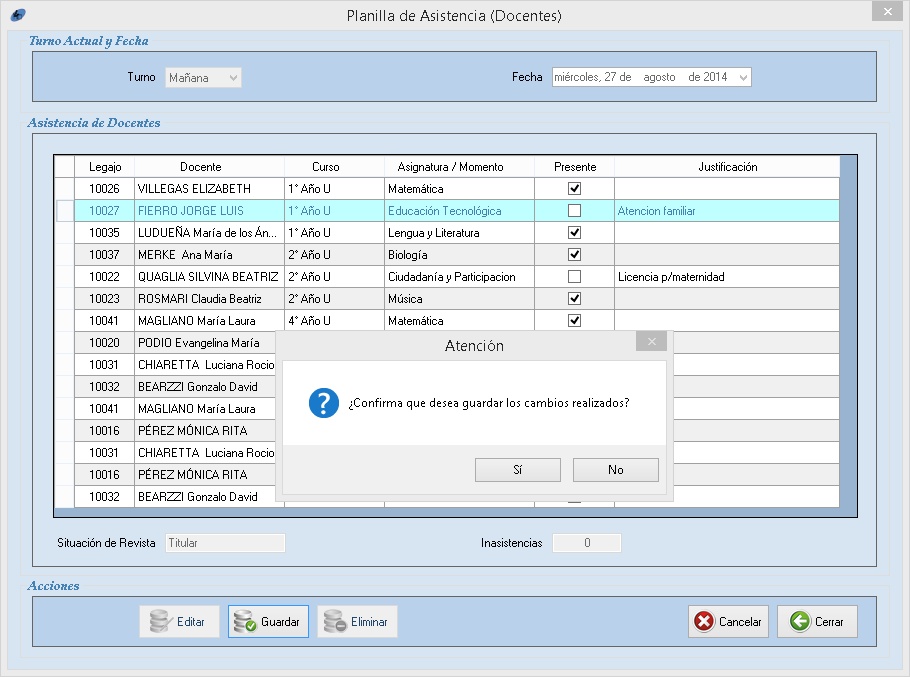 Planilla de Asistencia (Docentes)
Turno Actual y Fecha
Turno Mañana Fecha miércoles, 27 de agosto de 2014
Asistencia de Docentes
Legajo Docente Curso Asignatura / Momento Presente Justificación
10026 VILLEGAS ELIZABETH 1° Año U Matemática
10027 FIERRO JORGE LUIS 1° Año U Educación Tecnológica Atencion familiar
10035 LUDUEÑA María de los Án... 1° Año U Lengua y Literatura
10037 MERKE Ana María 2° Año U Biología
10022 QUAGLIA SILVINA BEATRIZ 2° Año U Ciudadanía y Participacion Licencia p/maternidad
10023 ROSMARI Claudia Beatriz 2° Año U Música
10041 MAGLIANO María Laura 4° Año U Matemática
10020 PODIO Evangelina María
10031 CHIARETTA Luciana Rocio
10032 BEARZZI Gonzalo David
10041 MAGLIANO María Laura
10016 PÉREZ MÓNICA RITA
10031 CHIARETTA Luciana Rocio
10016 PÉREZ MÓNICA RITA
10032 BEARZZI Gonzalo David
Atención
¿Confirma que desea guardar los cambios realizados?
Sí No
Situación de Revista Titular Inasistencias 0
Acciones
Editar Guardar Eliminar Cancelar Cerrar